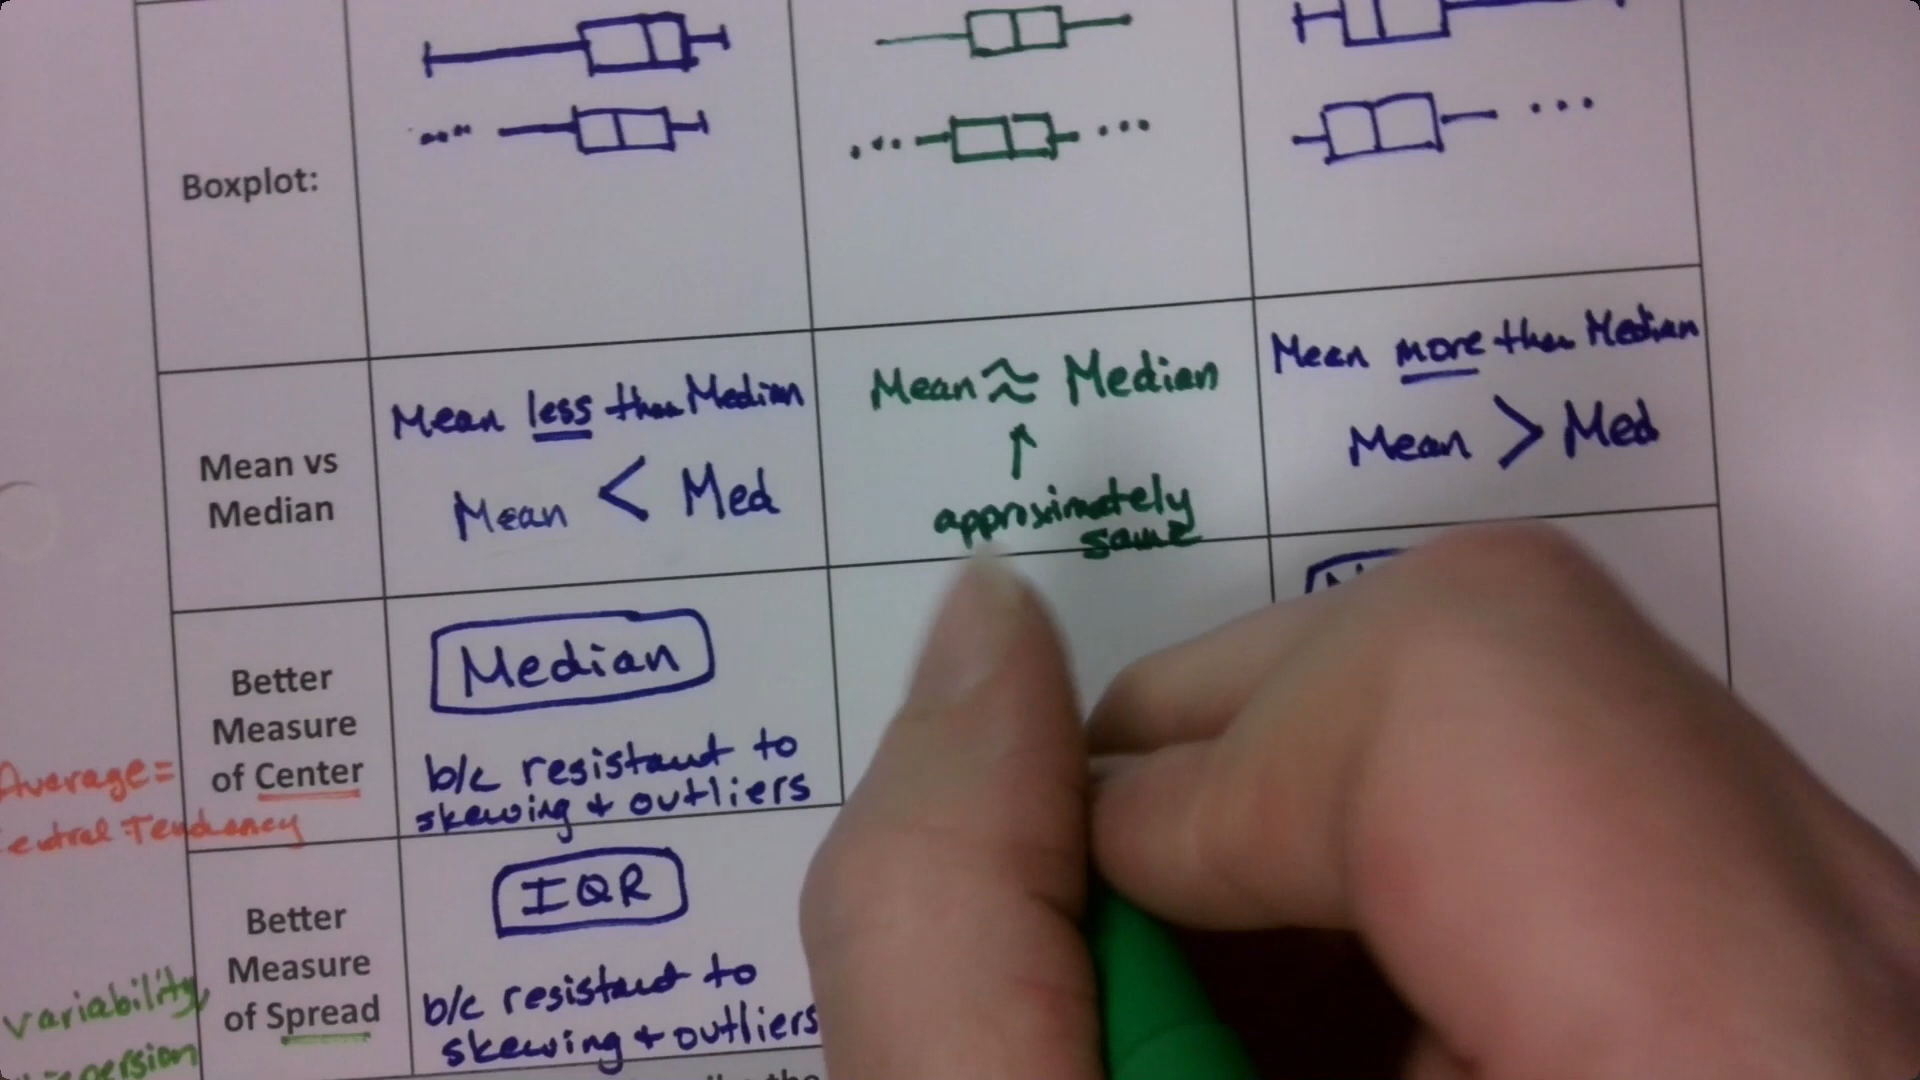 Boxplot:
Mean vs
Median
Mean less than Median
Mean < Med
Mean ≈ Median
↑
approximately
same
Mean more than Median
Mean > Med
Better
Measure
of Center
Average =
Tendency
Median
b/c resistant to
skewing + outliers
Better
Measure
of Spread
variability,
IQR
b/c resistant to
skewing + outliers
the